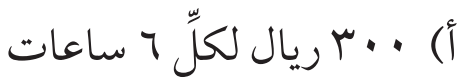 أ) ٣٠٠ ريال لكلِّ ٦ ساعات